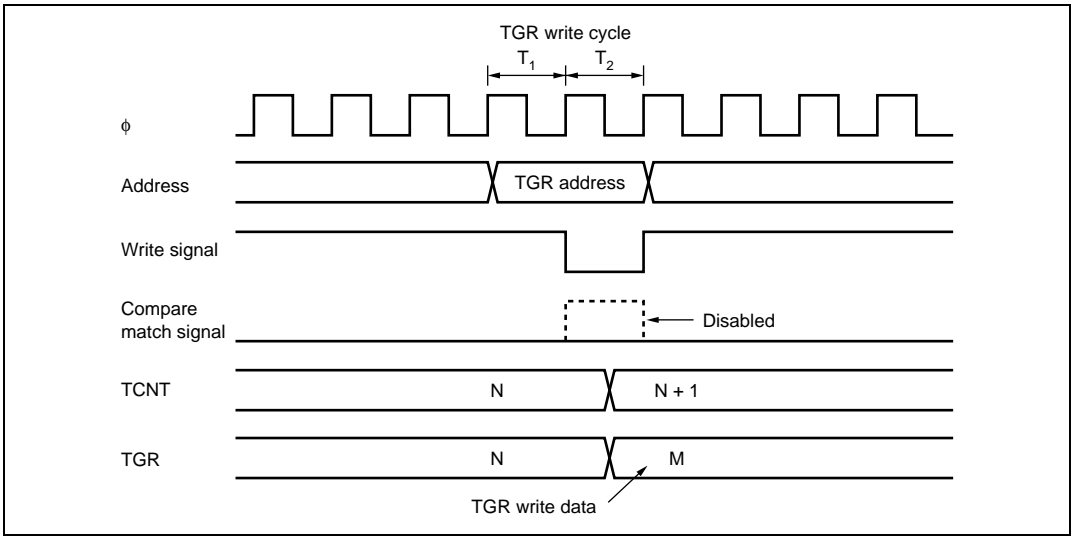 TGR write cycle
T1 T2
ϕ
Address TGR address
Write signal
Compare
match signal Disabled
TCNT N N + 1
TGR N M
TGR write data